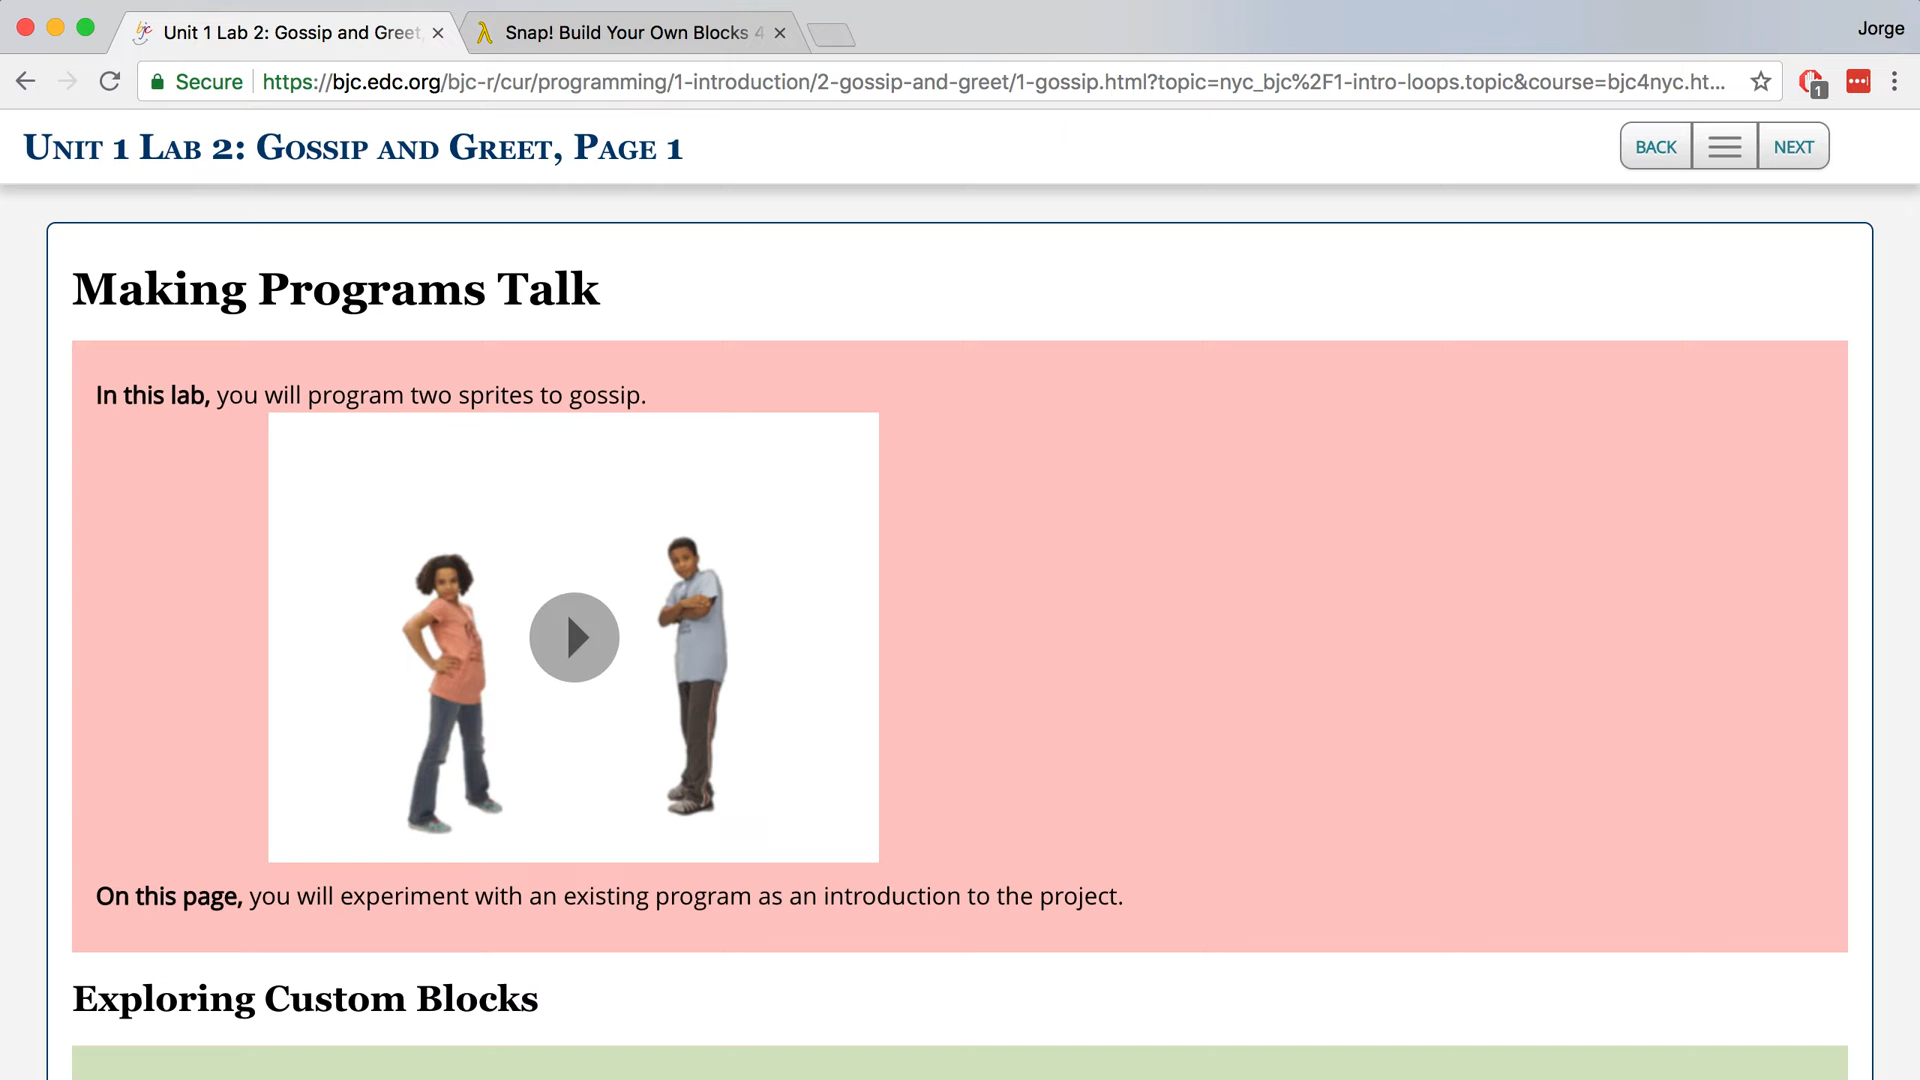 Unit 1 Lab 2: Gossip and Greet,
Snap! Build Your Own Blocks 4
Jorge
Secure
https://bjc.edc.org/bjc-r/cur/programming/1-introduction/2-gossip-and-greet/1-gossip.html?topic=nyc_bjc%2F1-intro-loops.topic&course=bjc4nyc.ht...
1
Unit 1 Lab 2: Gossip and Greet, Page 1
BACK
NEXT
Making Programs Talk
In this lab, you will program two sprites to gossip.
On this page, you will experiment with an existing program as an introduction to the project.
Exploring Custom Blocks